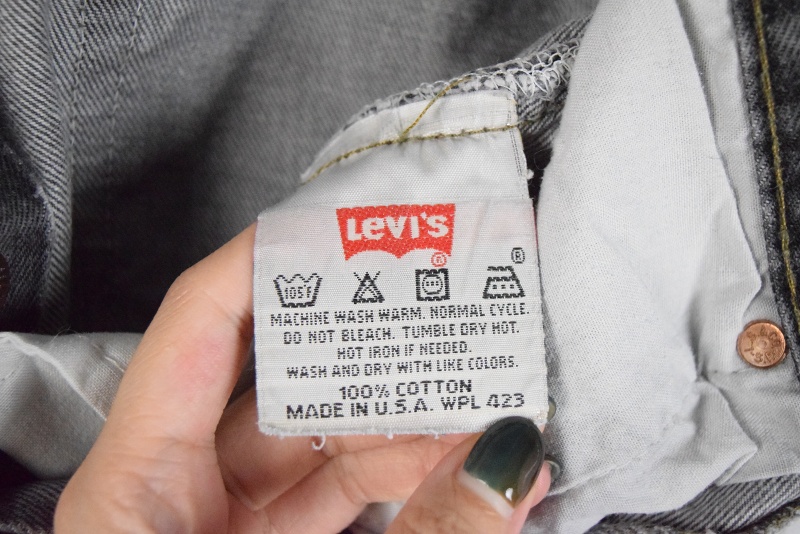 Levi's
®
®
105°F
MACHINE WASH WARM. NORMAL CYCLE.
DO NOT BLEACH. TUMBLE DRY HOT.
HOT IRON IF NEEDED.
WASH AND DRY WITH LIKE COLORS.
100% COTTON
MADE IN U.S.A. WPL 423